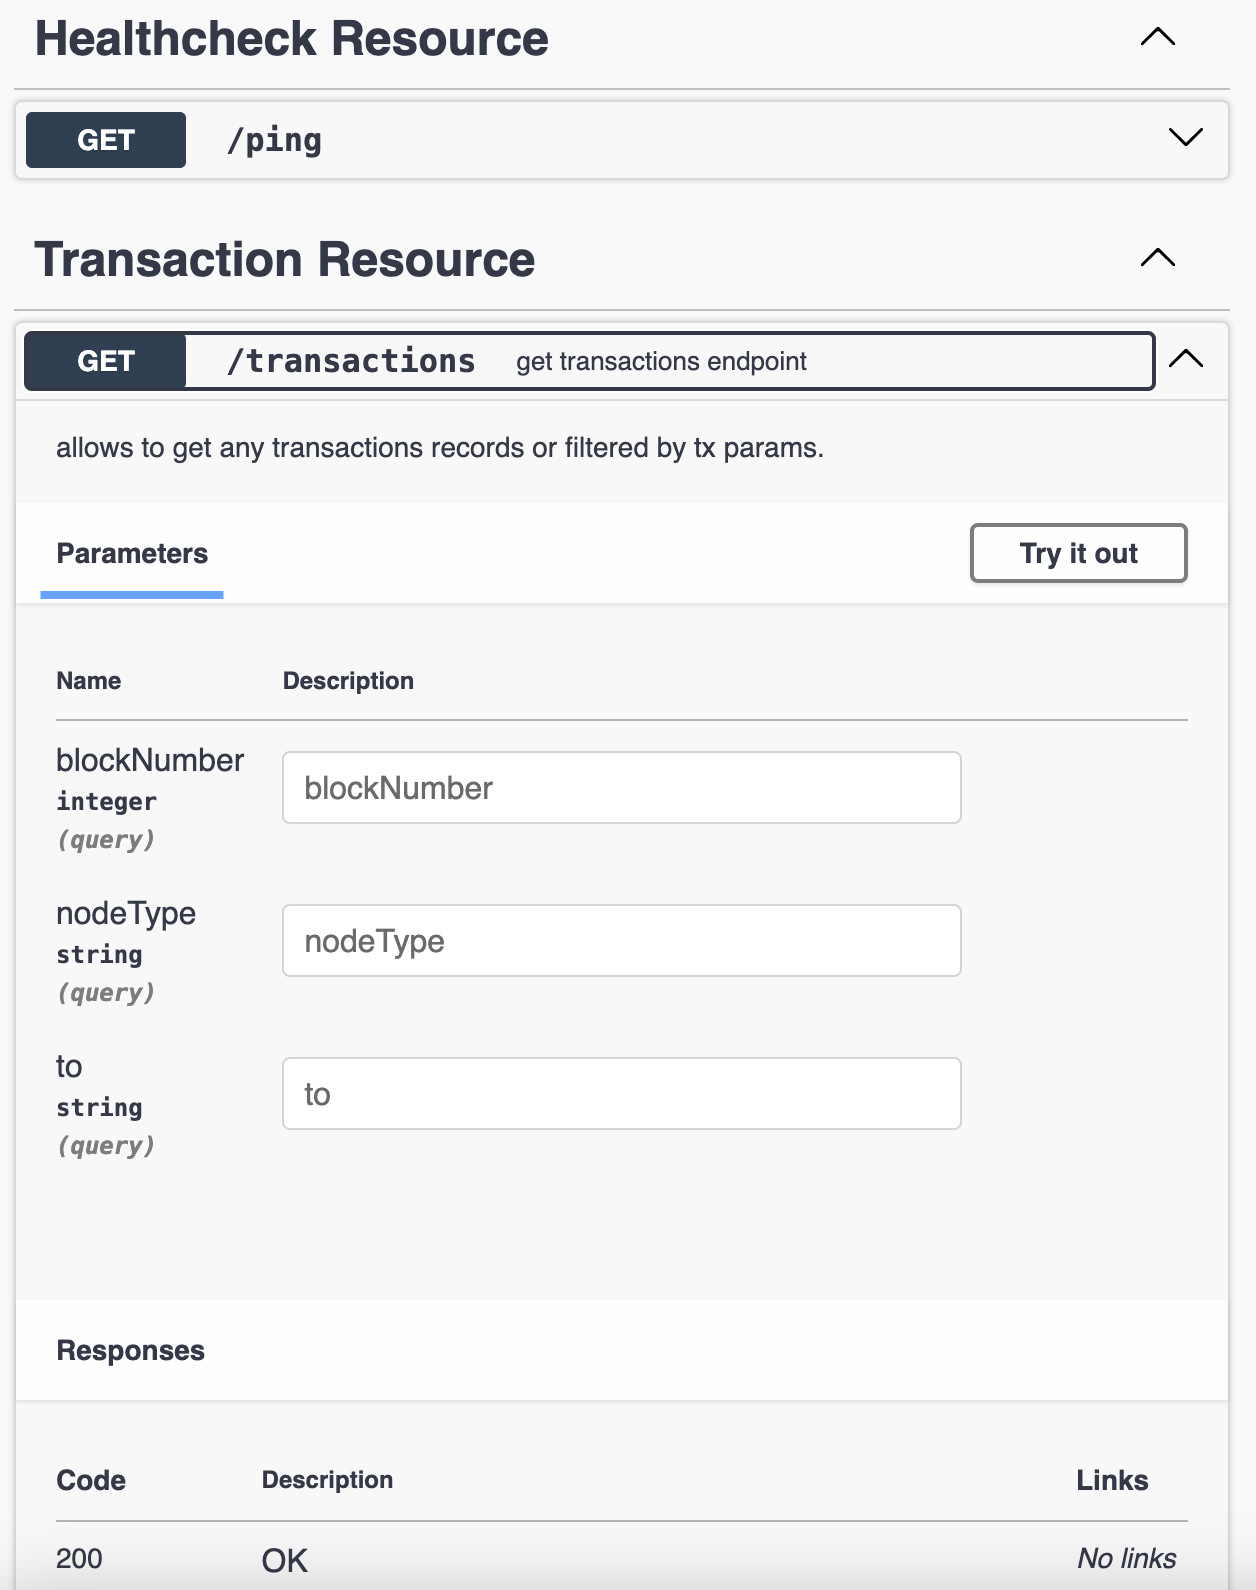 Healthcheck Resource
GET /ping
Transaction Resource
GET /transactions get transactions endpoint
allows to get any transactions records or filtered by tx params.
Parameters Try it out
Name Description
blockNumber
integer
(query)
blockNumber
nodeType
string
(query)
nodeType
to
string
(query)
to
Responses
Code Description Links
200 OK No links